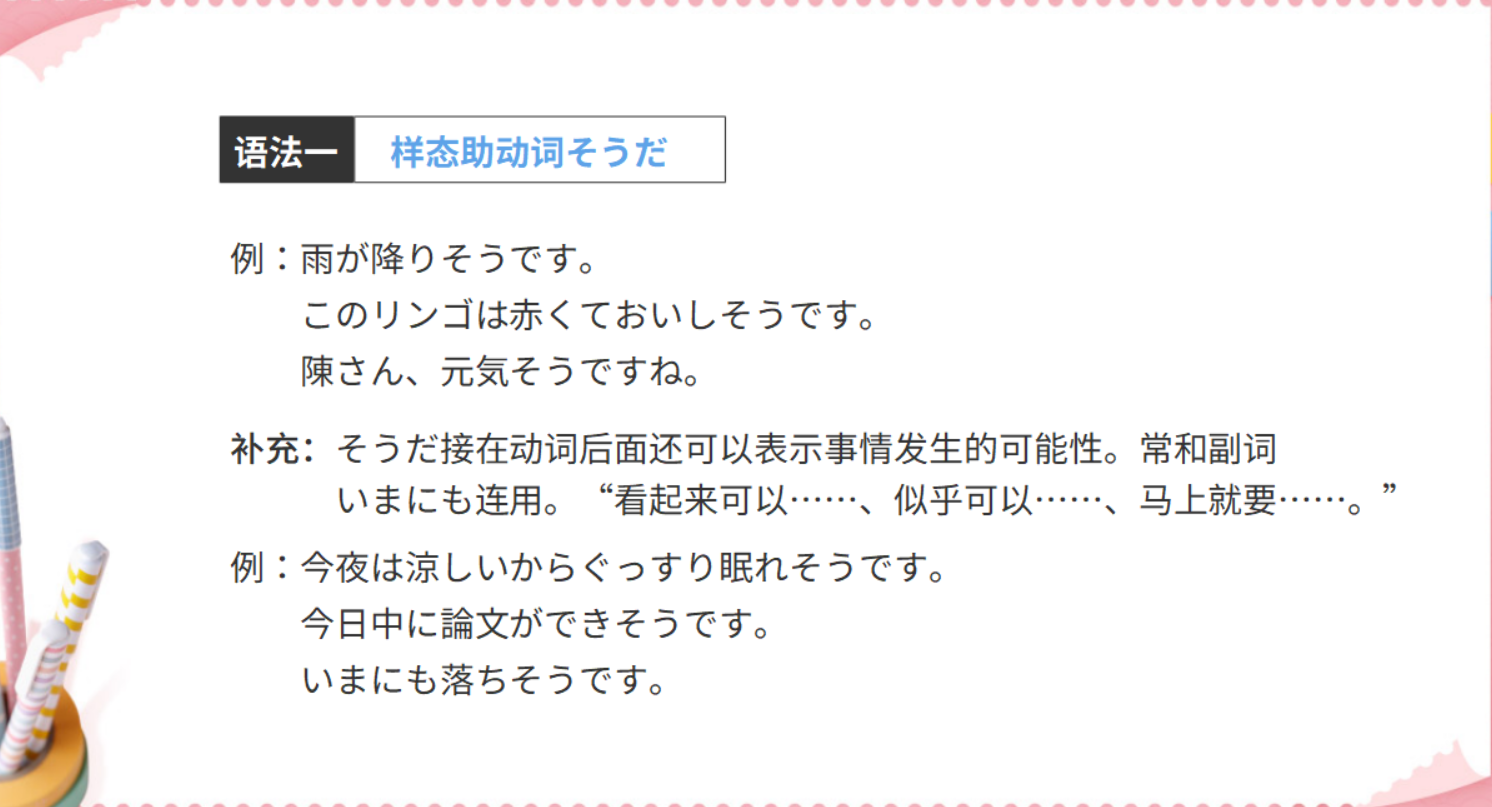 语法一 样态助动词そうだ
例：雨が降りそうです。
このリンゴは赤くておいしそうです。
陳さん、元気そうですね。
补充：そうだ接在动词后面还可以表示事情发生的可能性。常和副词
いまにも连用。“看起来可以……、似乎可以……、马上就要……。”
例：今夜は涼しいからぐっすり眠れそうです。
今日中に論文ができそうです。
いまにも落ちそうです。